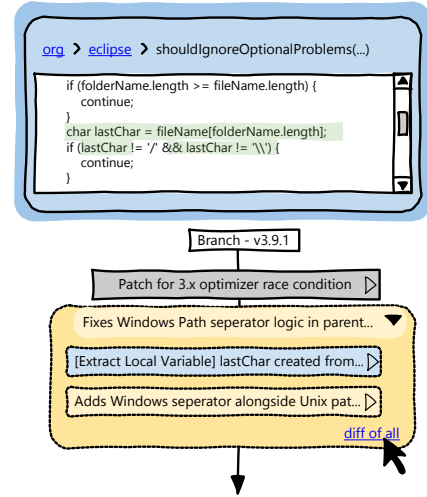 org > eclipse > shouldIgnoreOptionalProblems(...)
if (folderName.length >= fileName.length) {
continue;
}
char lastChar = fileName[folderName.length];
if (lastChar != '/' && lastChar != '\\') {
continue;
}
Branch - v3.9.1
Patch for 3.x optimizer race condition
Fixes Windows Path seperator logic in parent...
[Extract Local Variable] lastChar created from...
Adds Windows seperator alongside Unix pat...
diff of all